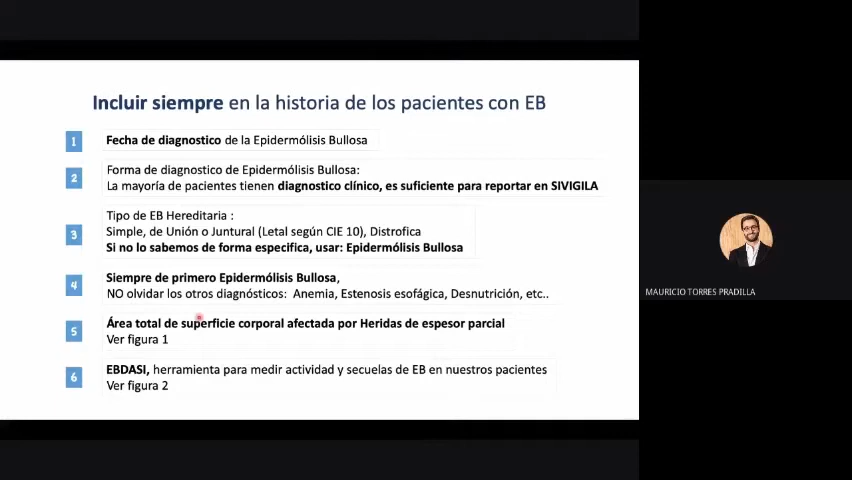 Incluir siempre en la historia de los pacientes con EB
1
Fecha de diagnostico de la Epidermólisis Bullosa
2
Forma de diagnostico de Epidermólisis Bullosa:
La mayoría de pacientes tienen diagnostico clínico, es suficiente para reportar en SIVIGILA
3
Tipo de EB Hereditaria :
Simple, de Unión o Juntural (Letal según CIE 10), Distrofica
Si no lo sabemos de forma especifica, usar: Epidermólisis Bullosa
4
Siempre de primero Epidermólisis Bullosa,
NO olvidar los otros diagnósticos: Anemia, Estenosis esofágica, Desnutrición, etc..
5
Área total de superficie corporal afectada por Heridas de espesor parcial
Ver figura 1
6
EBDASI, herramienta para medir actividad y secuelas de EB en nuestros pacientes
Ver figura 2
MAURICIO TORRES PRADILLA